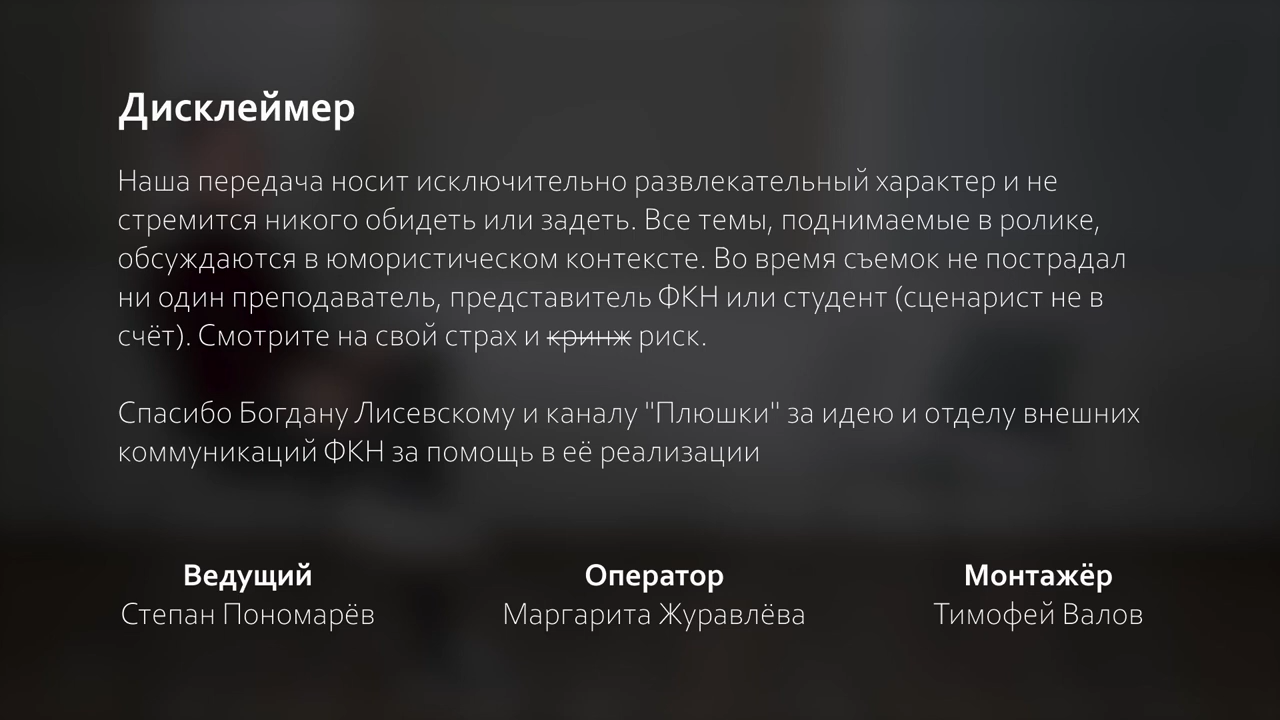 Дисклеймер
Наша передача носит исключительно развлекательный характер и не
стремится никого обидеть или задеть. Все темы, поднимаемые в ролике,
обсуждаются в юмористическом контексте. Во время съемок не пострадал
ни один преподаватель, представитель ФКН или студент (сценарист не в
счёт). Смотрите на свой страх и кринж риск.
Спасибо Богдану Лисевскому и каналу "Плюшки" за идею и отделу внешних
коммуникаций ФКН за помощь в её реализации
Ведущий
Степан Пономарёв
Оператор
Маргарита Журавлёва
Монтажёр
Тимофей Валов